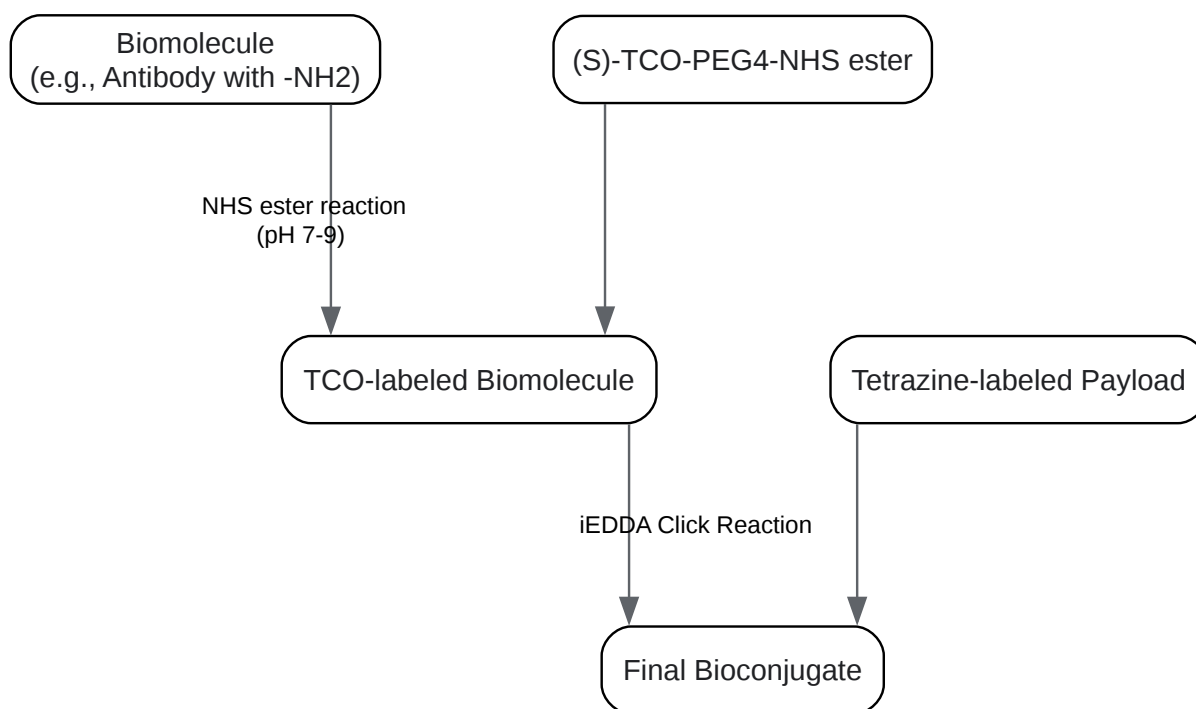 Biomolecule
(e.g., Antibody with -NH2)
(S)-TCO-PEG4-NHS ester
NHS ester reaction
(pH 7-9)
TCO-labeled Biomolecule
Tetrazine-labeled Payload
iEDDA Click Reaction
Final Bioconjugate